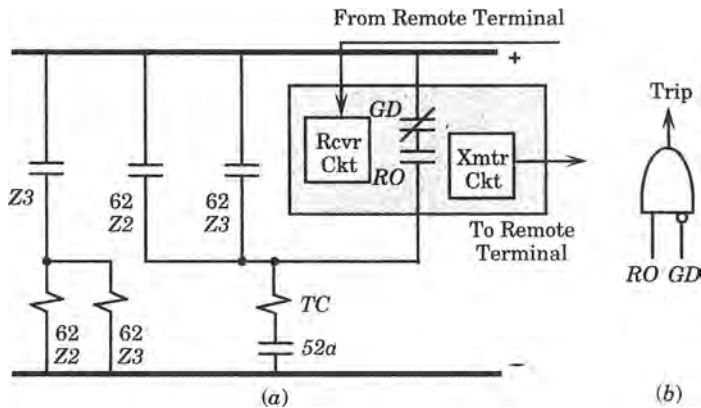 From Remote Terminal
+
GD
Rcvr
Ckt
RO
Xmtr
Ckt
Trip
Z3
62
Z2
62
Z3
To Remote
Terminal
RO GD
62
Z2
62
Z3
TC
52a
−
(a)
(b)